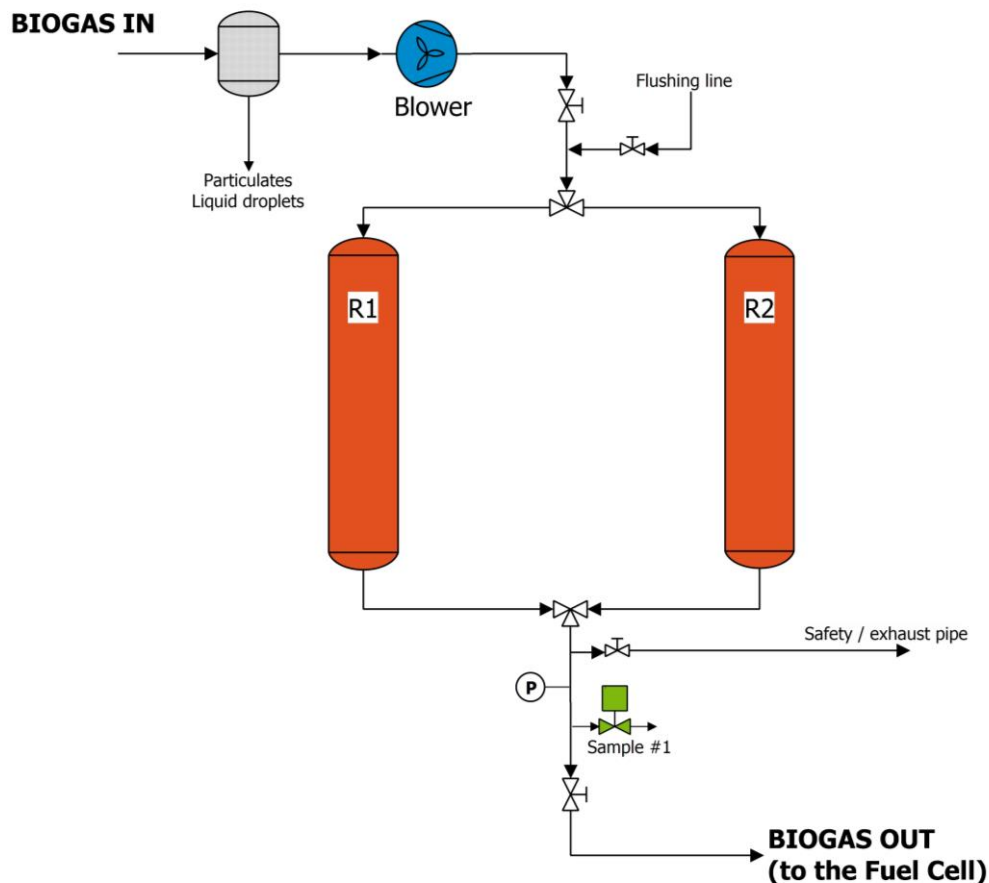 BIOGAS IN
Blower
Flushing line
Particulates
Liquid droplets
R1
R2
Safety / exhaust pipe
P
Sample #1
BIOGAS OUT
(to the Fuel Cell)